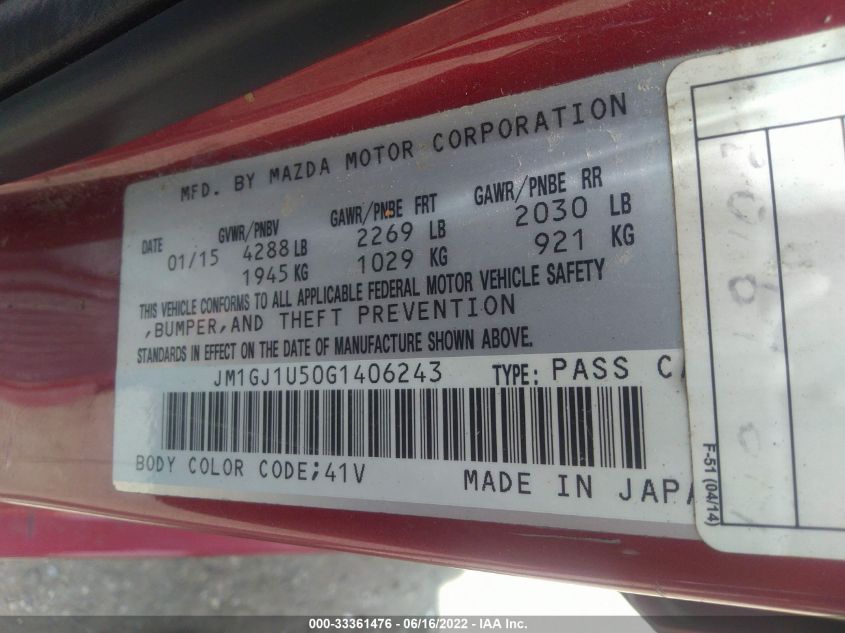 MFD. BY MAZDA MOTOR CORPORATION
DATE GVWR/PNBV GAWR/PNBE FRT GAWR/PNBE RR
01/15 4288 LB 2269 LB 2030 LB
1945 KG 1029 KG 921 KG
THIS VEHICLE CONFORMS TO ALL APPLICABLE FEDERAL MOTOR VEHICLE SAFETY
,BUMPER,AND THEFT PREVENTION
STANDARDS IN EFFECT ON THE DATE OF MANUFACTURE SHOWN ABOVE.
JM1GJ1U50G1406243 TYPE: PASS CA
BODY COLOR CODE;41V MADE IN JAPA
F-51 (04/14)
000-33361476 - 06/16/2022 - IAA Inc.